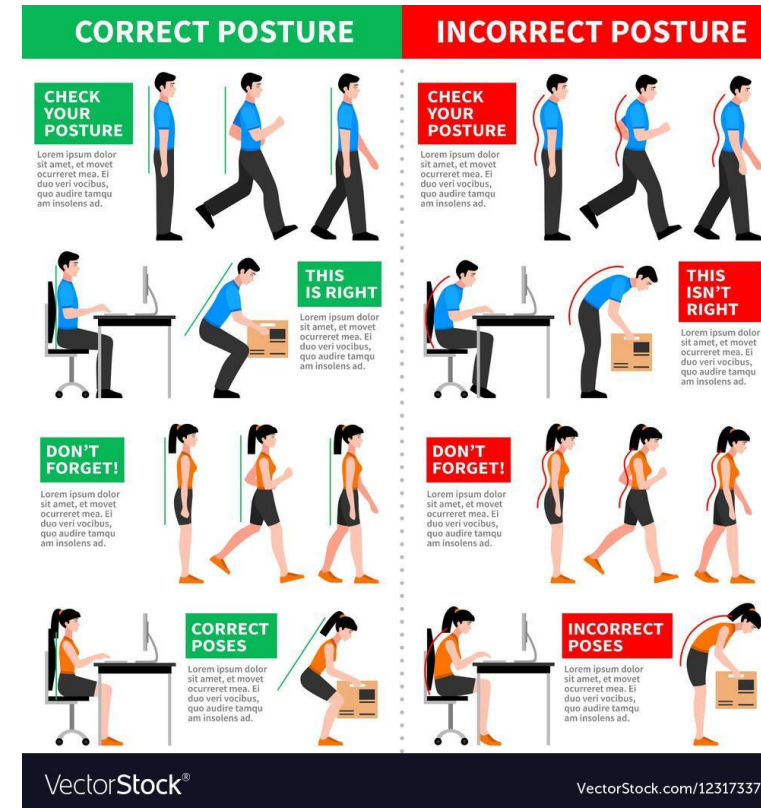 CORRECT POSTURE
INCORRECT POSTURE
CHECK
YOUR
POSTURE
Lorem ipsum dolor
sit amet, et movet
ocurreret mea. Ei
duo veri vocibus,
quo audire tamqu
am insolens ad.
CHECK
YOUR
POSTURE
Lorem ipsum dolor
sit amet, et movet
ocurreret mea. Ei
duo veri vocibus,
quo audire tamqu
am insolens ad.
THIS
IS RIGHT
Lorem ipsum dolor
sit amet, et movet
ocurreret mea. Ei
duo veri vocibus,
quo audire tamqu
am insolens ad.
THIS
ISN'T
RIGHT
Lorem ipsum dolor
sit amet, et movet
ocurreret mea. Ei
duo veri vocibus,
quo audire tamqu
am insolens ad.
DON'T
FORGET!
Lorem ipsum dolor
sit amet, et movet
ocurreret mea. Ei
duo veri vocibus,
quo audire tamqu
am insolens ad.
DON'T
FORGET!
Lorem ipsum dolor
sit amet, et movet
ocurreret mea. Ei
duo veri vocibus,
quo audire tamqu
am insolens ad.
CORRECT
POSES
Lorem ipsum dolor
sit amet, et movet
ocurreret mea. Ei
duo veri vocibus,
quo audire tamqu
am insolens ad.
INCORRECT
POSES
Lorem ipsum dolor
sit amet, et movet
ocurreret mea. Ei
duo veri vocibus,
quo audire tamqu
am insolens ad.
VectorStock®
VectorStock.com/12317337